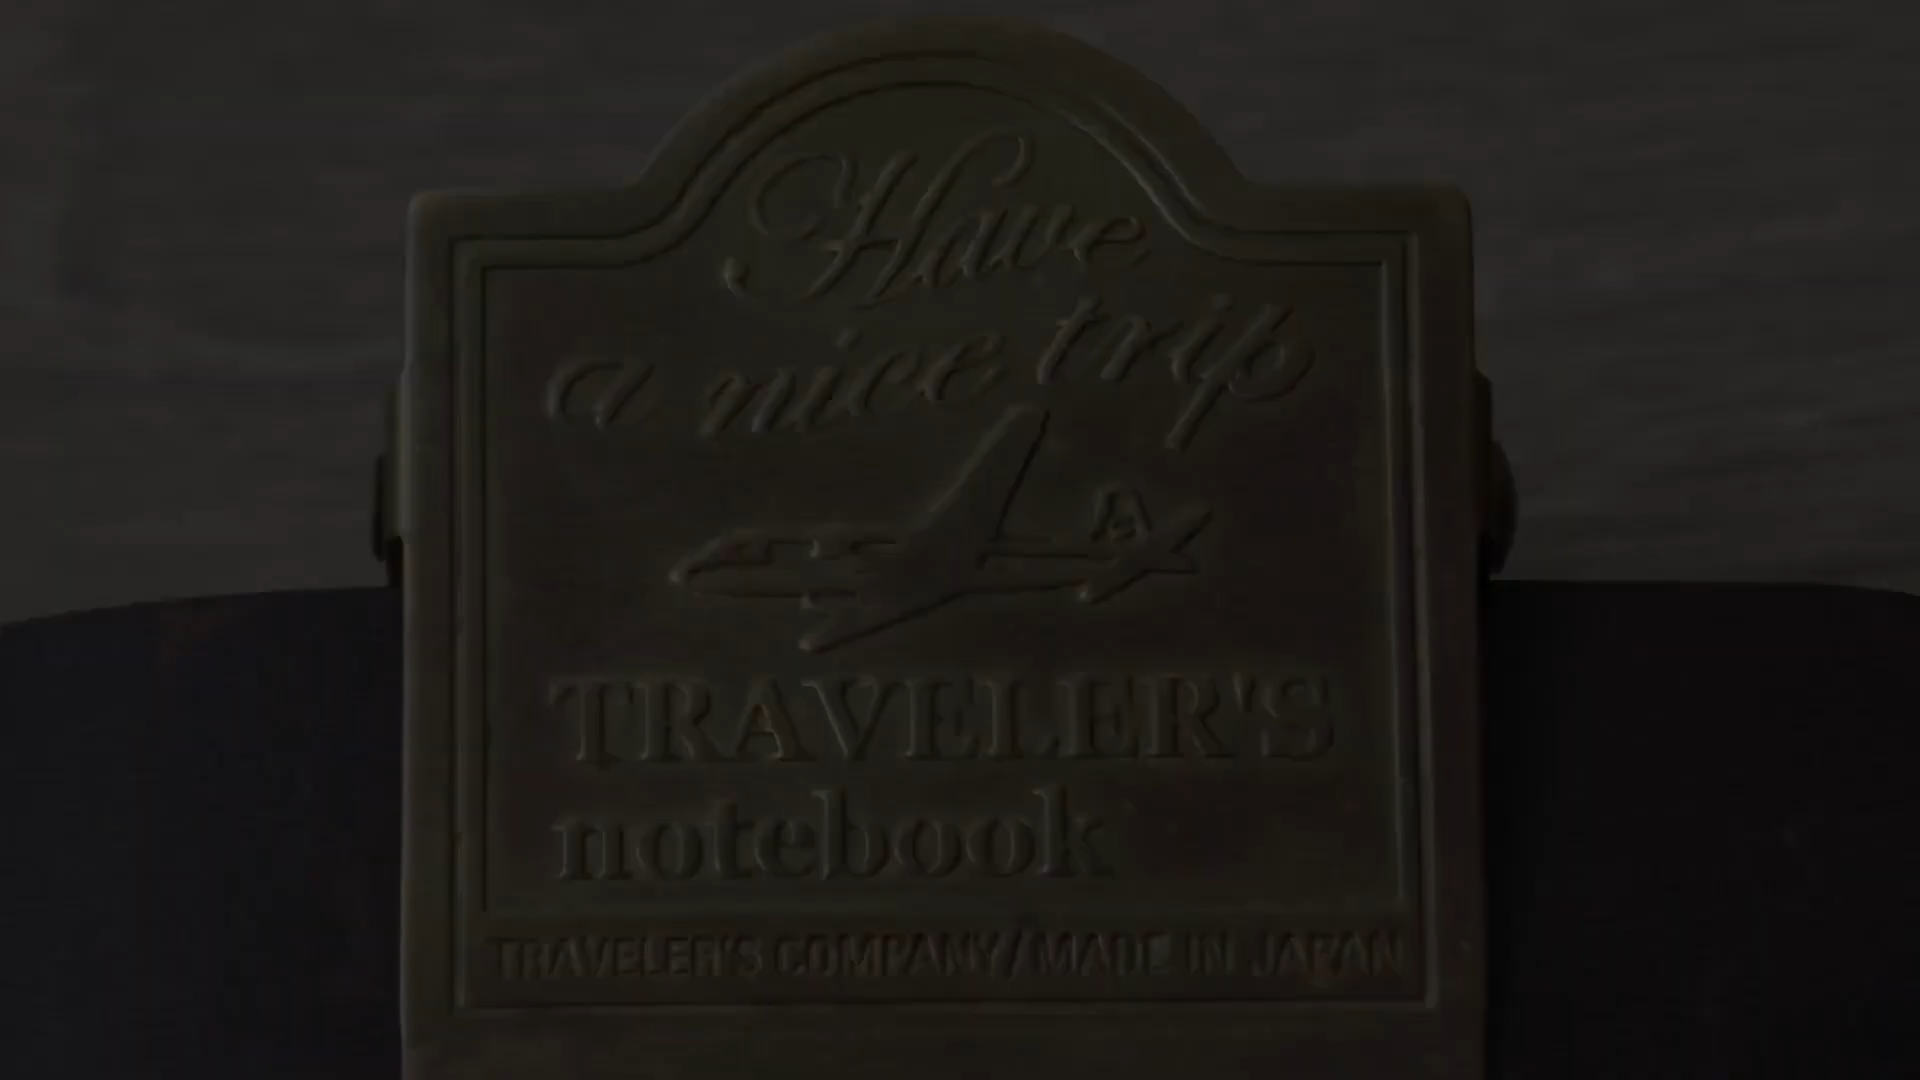 Have
a nice trip
TRAVELER'S
notebook
TRAVELER'S COMPANY/MADE IN JAPAN